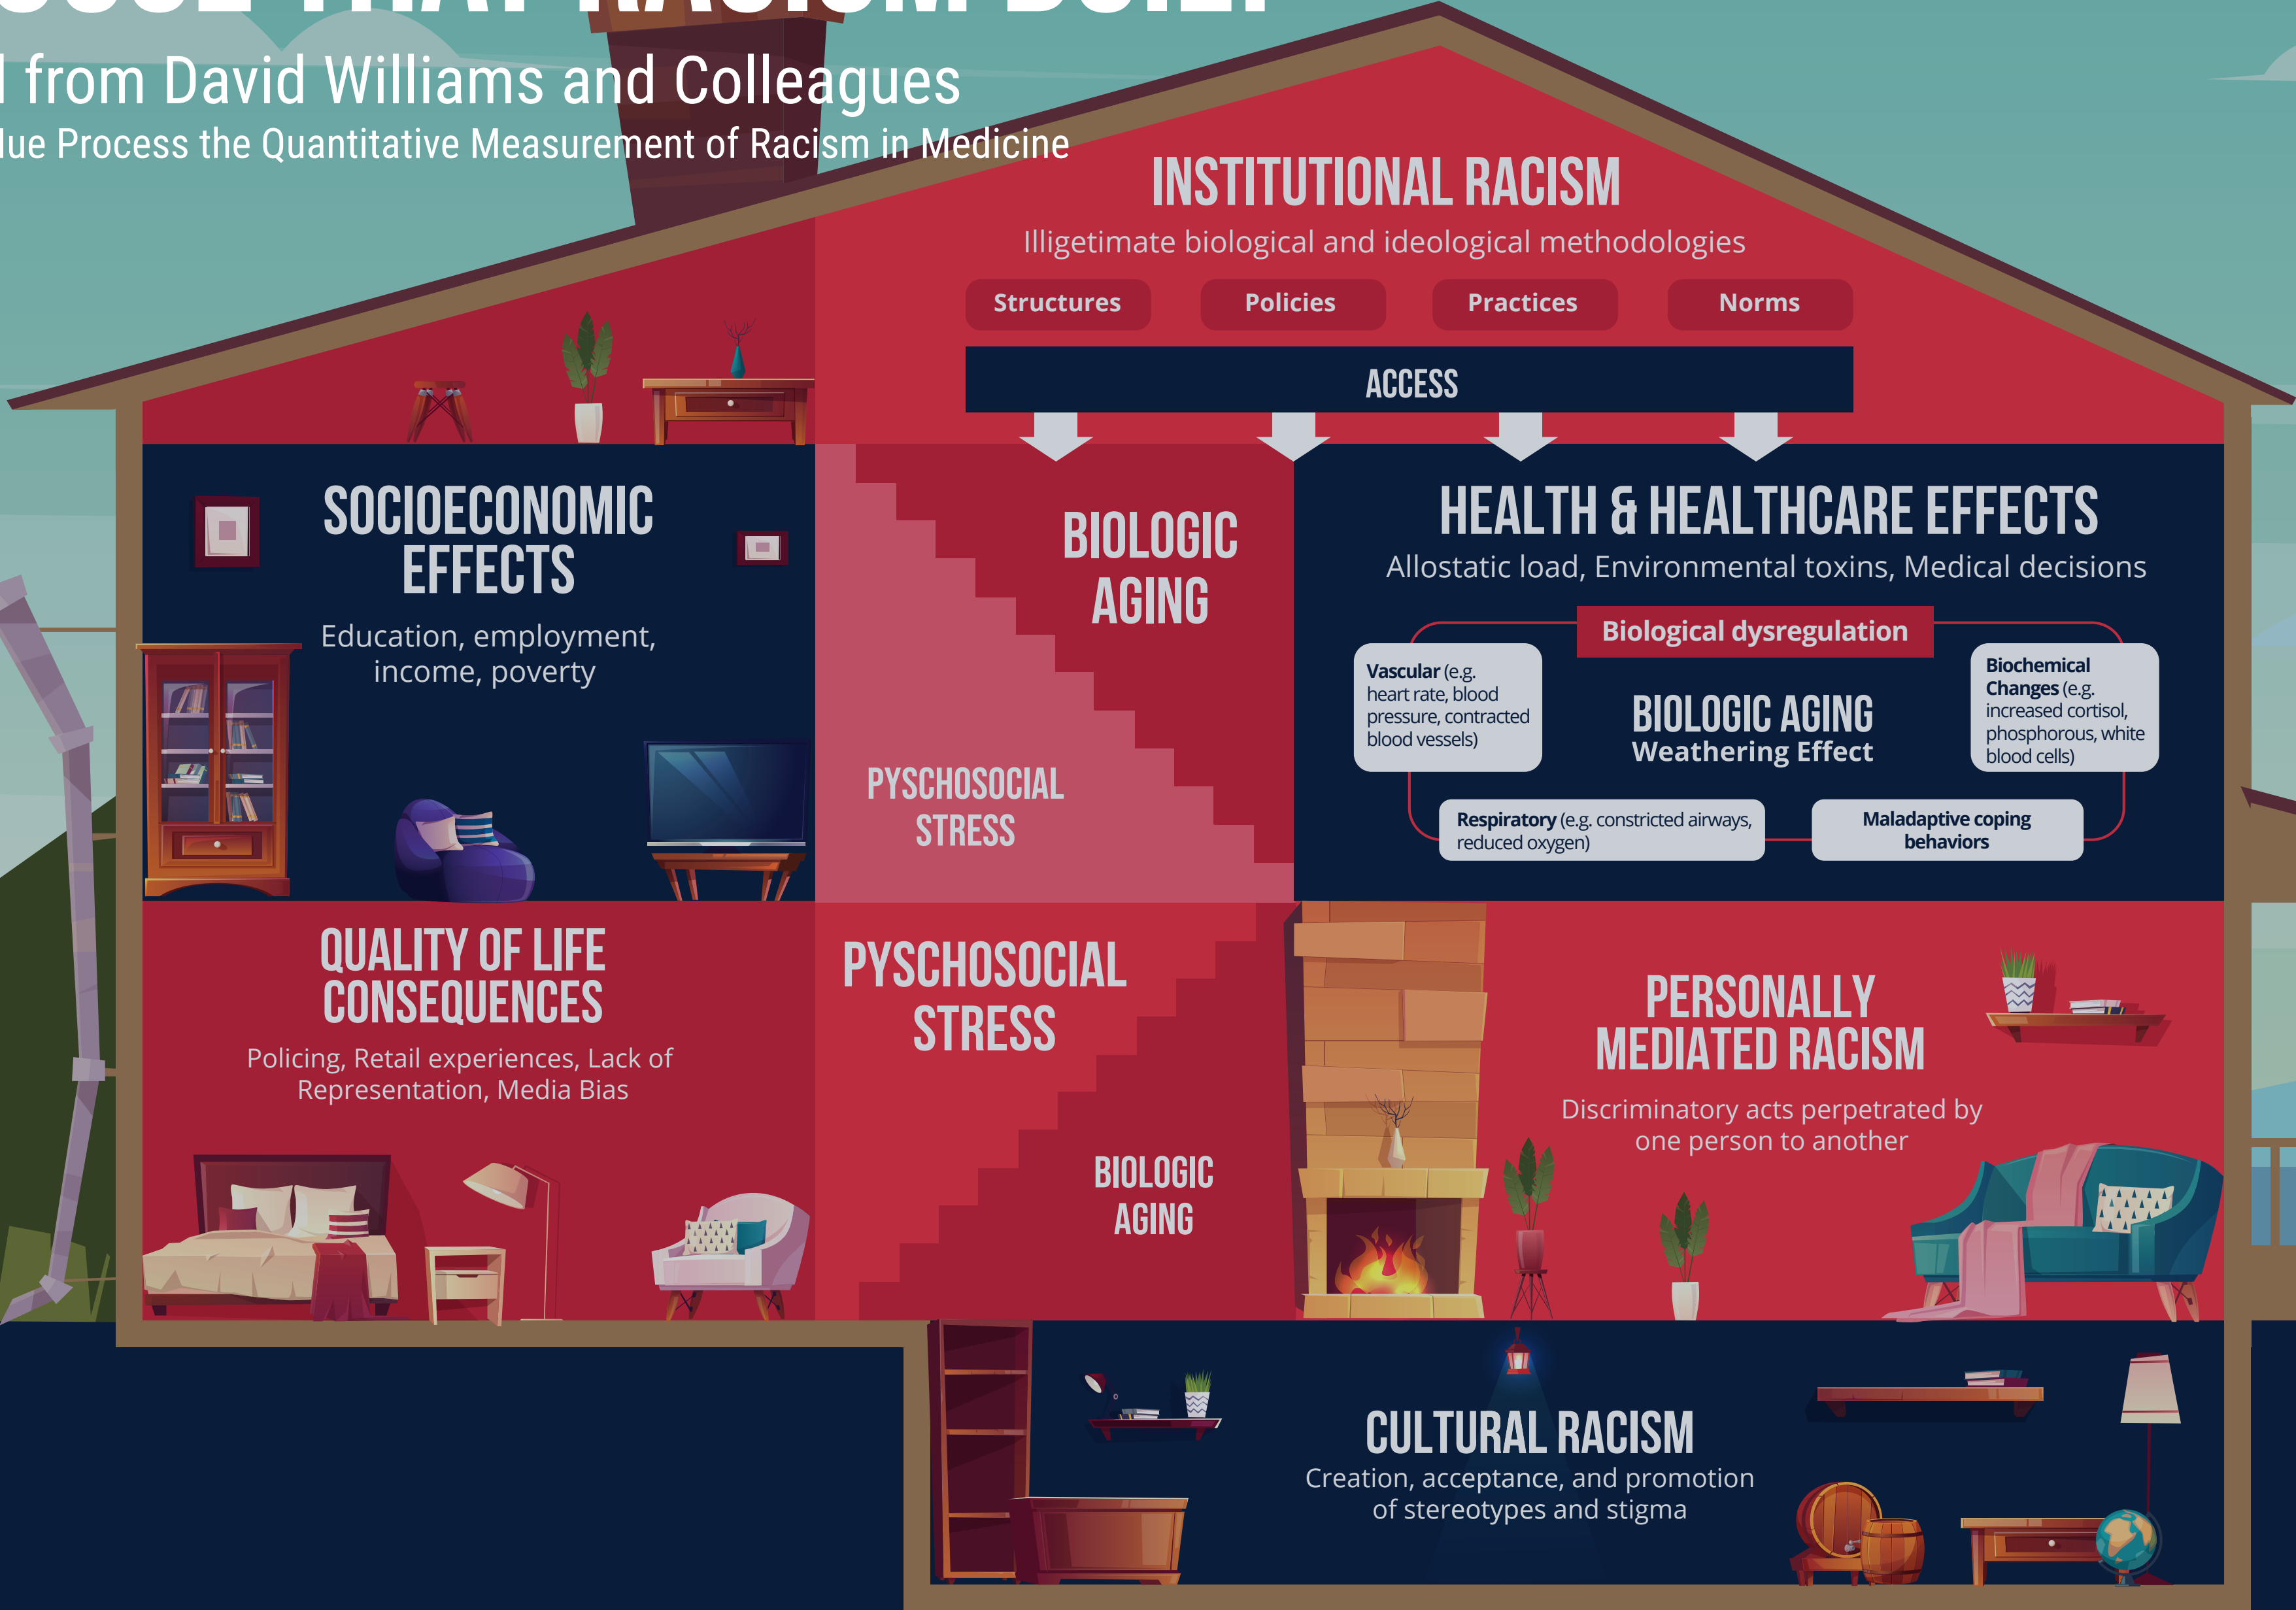 THAT RACISM BUILT
from David Williams and Colleagues
Process the Quantitative Measurement of Racism in Medicine
INSTITUTIONAL RACISM
Illigetimate biological and ideological methodologies
Structures
Policies
Practices
Norms
ACCESS
SOCIOECONOMIC
EFFECTS
Education, employment,
income, poverty
BIOLOGIC
AGING
PYSCHOSOCIAL
STRESS
HEALTH & HEALTHCARE EFFECTS
Allostatic load, Environmental toxins, Medical decisions
Biological dysregulation
Vascular (e.g.
heart rate, blood
pressure, contracted
blood vessels)
BIOLOGIC AGING
Weathering Effect
Biochemical
Changes (e.g.
increased cortisol,
phosphorous, white
blood cells)
Respiratory (e.g. constricted airways,
reduced oxygen)
Maladaptive coping
behaviors
QUALITY OF LIFE
CONSEQUENCES
Policing, Retail experiences, Lack of
Representation, Media Bias
PYSCHOSOCIAL
STRESS
BIOLOGIC
AGING
PERSONALLY
MEDIATED RACISM
Discriminatory acts perpetrated by
one person to another
CULTURAL RACISM
Creation, acceptance, and promotion
of stereotypes and stigma